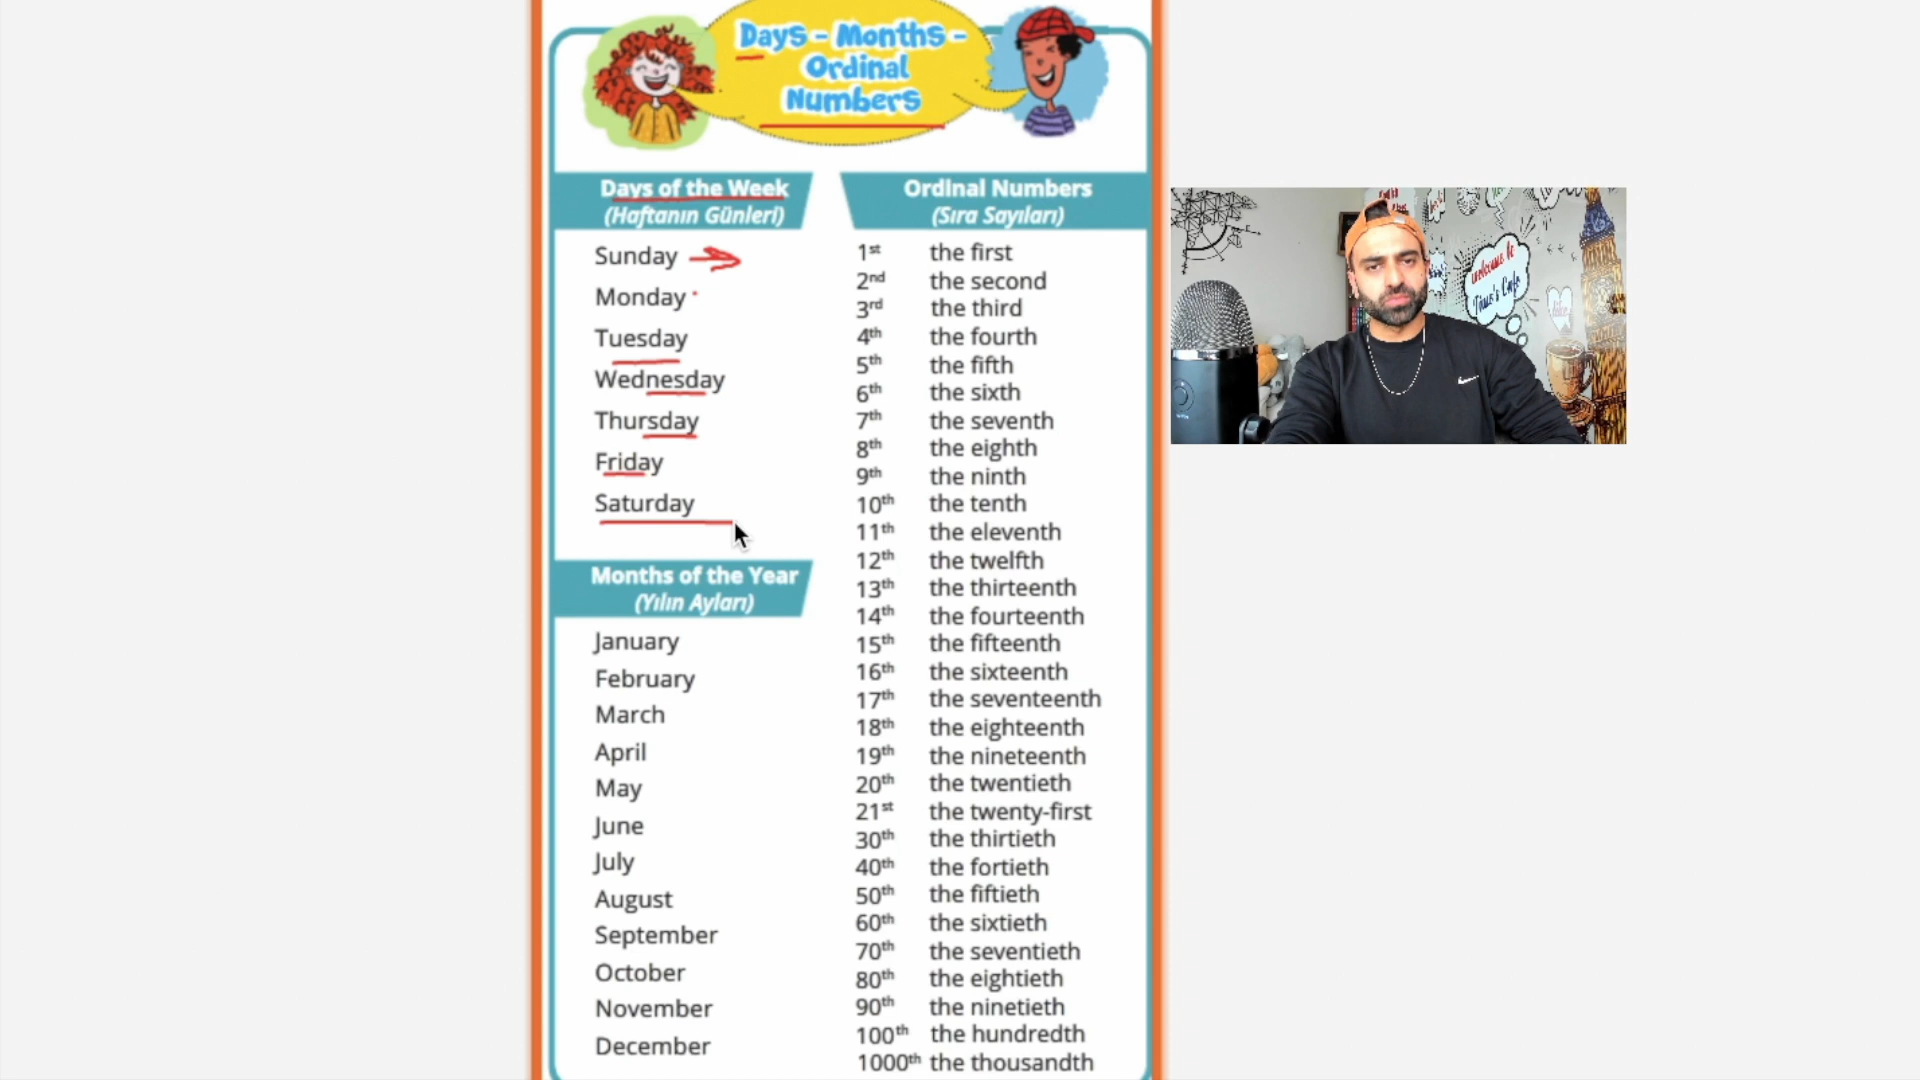 Days - Months -
Ordinal
Numbers
Days of the Week
(Haftanın Günleri)
Sunday
Monday
Tuesday
Wednesday
Thursday
Friday
Saturday
Months of the Year
(Yılın Ayları)
January
February
March
April
May
June
July
August
September
October
November
December
Ordinal Numbers
(Sıra Sayıları)
1st the first
2nd the second
3rd the third
4th the fourth
5th the fifth
6th the sixth
7th the seventh
8th the eighth
9th the ninth
10th the tenth
11th the eleventh
12th the twelfth
13th the thirteenth
14th the fourteenth
15th the fifteenth
16th the sixteenth
17th the seventeenth
18th the eighteenth
19th the nineteenth
20th the twentieth
21st the twenty-first
30th the thirtieth
40th the fortieth
50th the fiftieth
60th the sixtieth
70th the seventieth
80th the eightieth
90th the ninetieth
100th the hundredth
1000th the thousandth
welcome to
Time's Cafe